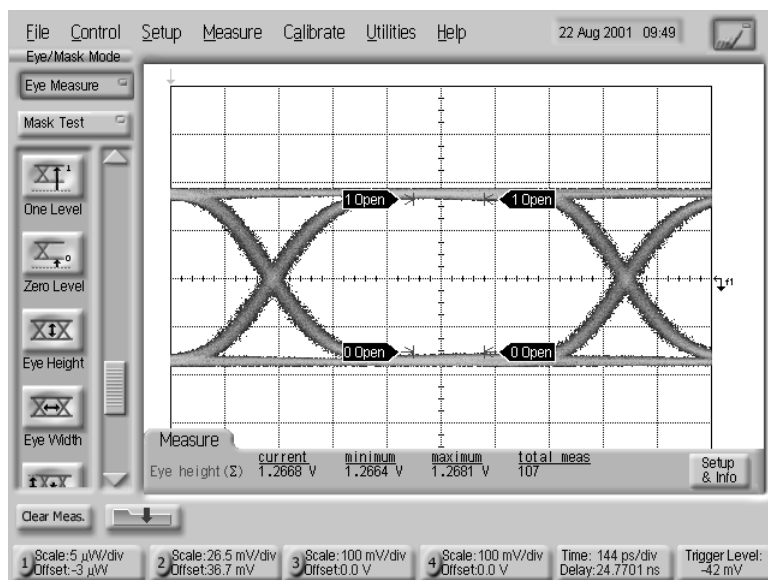 File Control Setup Measure Calibrate Utilities Help 22 Aug 2001 09:49
Eye/Mask Mode
Eye Measure
Mask Test
1
One Level
0
Zero Level
Eye Height
Eye Width
1 Open 1 Open
f1
0 Open 0 Open
Measure
current minimum maximum total meas
Eye height(Σ) 1.2668 V 1.2664 V 1.2681 V 107
Setup
& Info
Clear Meas.
1 Scale:5 µW/div
Offset:-3 µW
2 Scale:26.5 mV/div
Offset:36.7 mV
3 Scale:100 mV/div
Offset:0.0 V
4 Scale:100 mV/div
Offset:0.0 V
Time: 144 ps/div
Delay:24.7701 ns
Trigger Level:
-42 mV